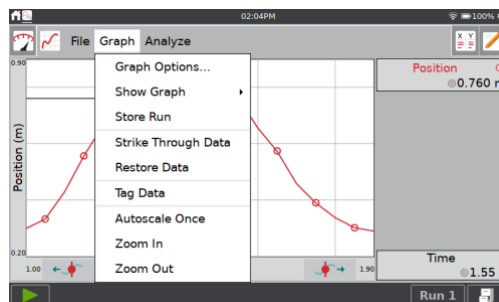 02:04PM 100%
File Graph Analyze
X Y
0.90
Graph Options...
Show Graph
Store Run
Strike Through Data
Restore Data
Tag Data
Autoscale Once
Zoom In
Zoom Out
Position (m)
0.20
1.00
1.90
Position
0.760
Time
1.55
Run 1